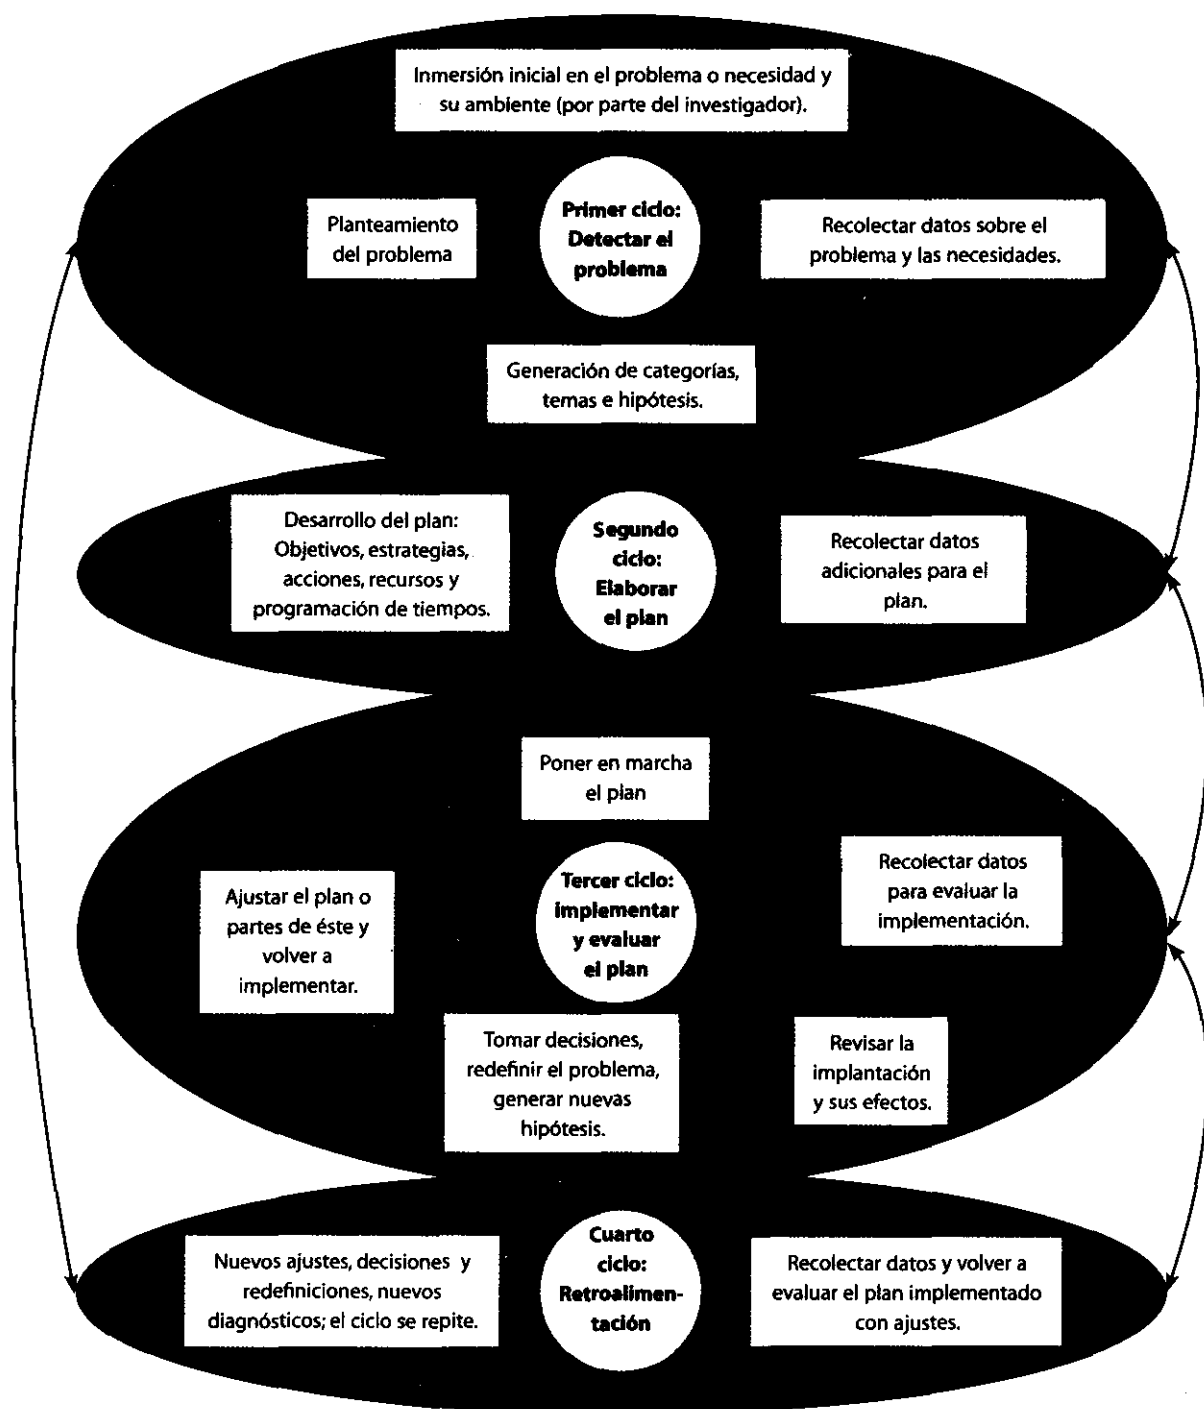 Inmersión inicial en el problema o necesidad y
su ambiente (por parte del investigador).
Planteamiento
del problema
Primer ciclo:
Detectar el
problema
Recolectar datos sobre el
problema y las necesidades.
Generación de categorías,
temas e hipótesis.
Desarrollo del plan:
Objetivos, estrategias,
acciones, recursos y
programación de tiempos.
Segundo
ciclo:
Elaborar
el plan
Recolectar datos
adicionales para el
plan.
Poner en marcha
el plan
Ajustar el plan o
partes de éste y
volver a
implementar.
Tercer ciclo:
implementar
y evaluar
el plan
Recolectar datos
para evaluar la
implementación.
Tomar decisiones,
redefinir el problema,
generar nuevas
hipótesis.
Revisar la
implantación
y sus efectos.
Nuevos ajustes, decisiones y
redefiniciones, nuevos
diagnósticos; el ciclo se repite.
Cuarto
ciclo:
Retroalimen-
tación
Recolectar datos y volver a
evaluar el plan implementado
con ajustes.